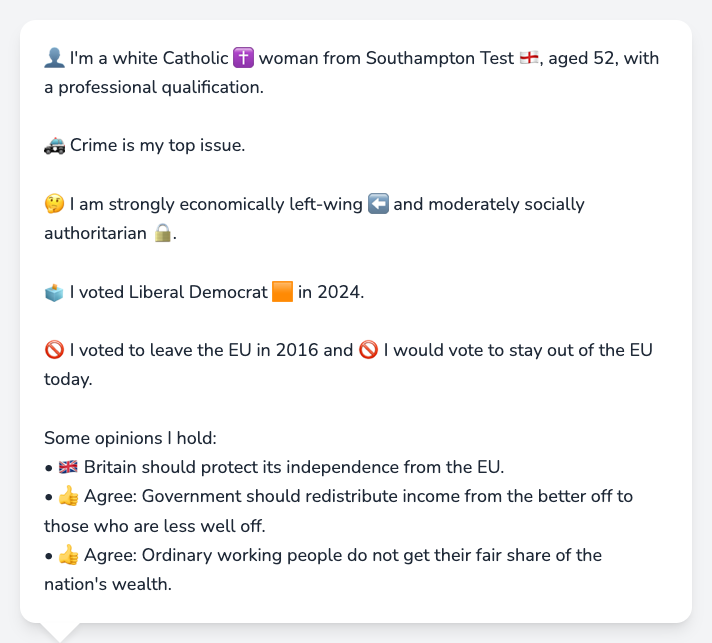 👤 I'm a white Catholic ✝️ woman from Southampton Test 🏴󠁧󠁢󠁥󠁮󠁧󠁿, aged 52, with
a professional qualification.
🚓 Crime is my top issue.
🤔 I am strongly economically left-wing ⬅️ and moderately socially
authoritarian 🔒.
🗳️ I voted Liberal Democrat 🟧 in 2024.
🚫 I voted to leave the EU in 2016 and 🚫 I would vote to stay out of the EU
today.
Some opinions I hold:
• 🇬🇧 Britain should protect its independence from the EU.
• 👍 Agree: Government should redistribute income from the better off to
those who are less well off.
• 👍 Agree: Ordinary working people do not get their fair share of the
nation's wealth.